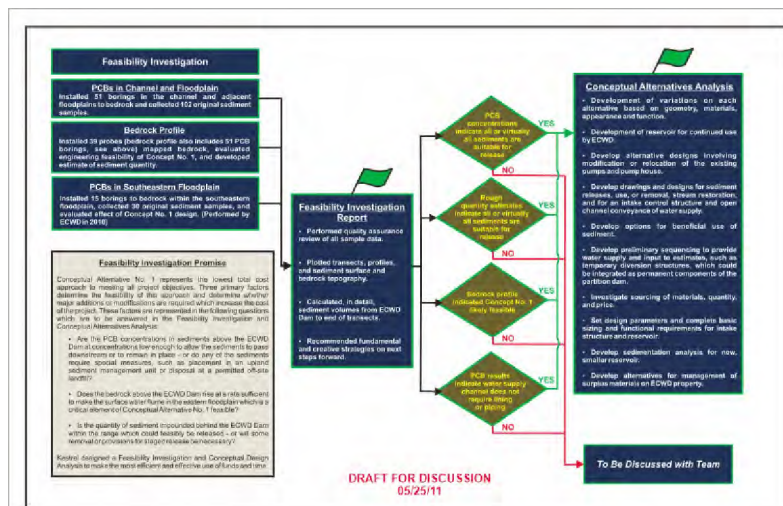 Feasibility Investigation
PCBs in Channel and Floodplain
Installed 51 borings in the channel and adjacent
floodplains to bedrock and collected 102 original sediment
samples.
Bedrock Profile
Installed 39 probes (bedrock profile also includes 51 PCB
borings, see above) mapped bedrock, evaluated
engineering feasibility of Concept No. 1, and developed
estimate of sediment quantity.
PCBs in Southeastern Floodplain
Installed 15 borings to bedrock within the southeastern
floodplain, collected 30 original sediment samples, and
evaluated effect of Concept No. 1 design. (Performed by
ECWD in 2010)
Feasibility Investigation Promise
Conceptual Alternative No. 1 represents the lowest total cost
approach to meeting all project objectives. Three primary factors
determine the feasibility of this approach and determine whether
major additions or modifications are required which increase the cost
of the project. These factors are represented in the following questions
which are to be answered in the Feasibility Investigation and
Conceptual Alternatives Analysis:
• Are the PCB concentrations in sediments above the ECWD
Dam at concentrations low enough to allow the sediments to pass
downstream or to remain in place - or do any of the sediments
require special measures, such as placement in an upland
sediment management unit or disposal at a permitted off-site
landfill?
• Does the bedrock above the ECWD Dam rise at a rate sufficient
to make the surface water flume in the eastern floodplain which is a
critical element of Conceptual Alternative No. 1 feasible?
• Is the quantity of sediment impounded behind the ECWD Dam
within the range which could feasibly be released - or will some
removal or provisions for staged release be necessary?
Kestrel designed a Feasibility Investigation and Conceptual Design
Analysis to make the most efficient and effective use of funds and time.
Feasibility Investigation
Report
• Performed quality assurance
review of all sample data.
• Plotted transects, profiles,
and sediment surface and
bedrock topography.
• Calculated, in detail,
sediment volumes from ECWD
Dam to end of transects.
• Recommended fundamental
and creative strategies on next
steps forward.
PCB
concentrations
indicate all or virtually
all sediments are
suitable for
release
YES
NO
Rough
quantity estimates
indicate all or virtually
all sediments are
suitable for
release
YES
NO
Bedrock profile
indicated Concept No. 1
likely feasible
YES
NO
PCB results
indicate water supply
channel does not
require lining
or piping
YES
NO
Conceptual Alternatives Analysis
• Development of variations on each
alternative based on geometry, materials,
appearance and function.
• Development of reservoir for continued use
by ECWD.
• Develop alternative designs involving
modification or relocation of the existing
pumps and pump house.
• Develop drawings and designs for sediment
releases, use, or removal, stream restoration,
and for an intake control structure and open
channel conveyance of water supply.
• Develop options for beneficial use of
sediment.
• Develop preliminary sequencing to provide
water supply and input to estimates, such as
temporary diversion structures, which could
be integrated as permanent components of the
partition dam.
• Investigate sourcing of materials, quantity,
and price.
• Set design parameters and complete basic
sizing and functional requirements for intake
structure and reservoir.
• Develop sedimentation analysis for new,
smaller reservoir.
• Develop alternatives for management of
surplus materials on ECWD property.
To Be Discussed with Team
DRAFT FOR DISCUSSION
05/25/11